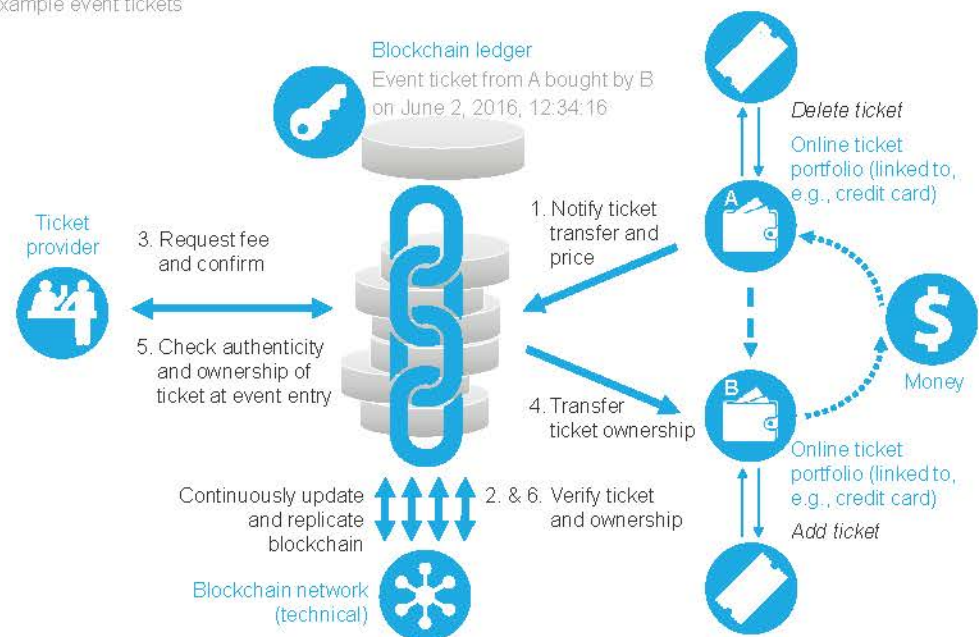 xample event tickets
Blockchain ledger
Event ticket from A bought by B
on June 2, 2016, 12:34:16
Delete ticket
Online ticket
portfolio (linked to,
e.g., credit card)
A
1. Notify ticket
transfer and
price
Ticket
provider
3. Request fee
and confirm
5. Check authenticity
and ownership of
ticket at event entry
$
Money
B
4. Transfer
ticket ownership
Online ticket
portfolio (linked to,
e.g., credit card)
Add ticket
Continuously update
and replicate
blockchain
2. & 6. Verify ticket
and ownership
Blockchain network
(technical)